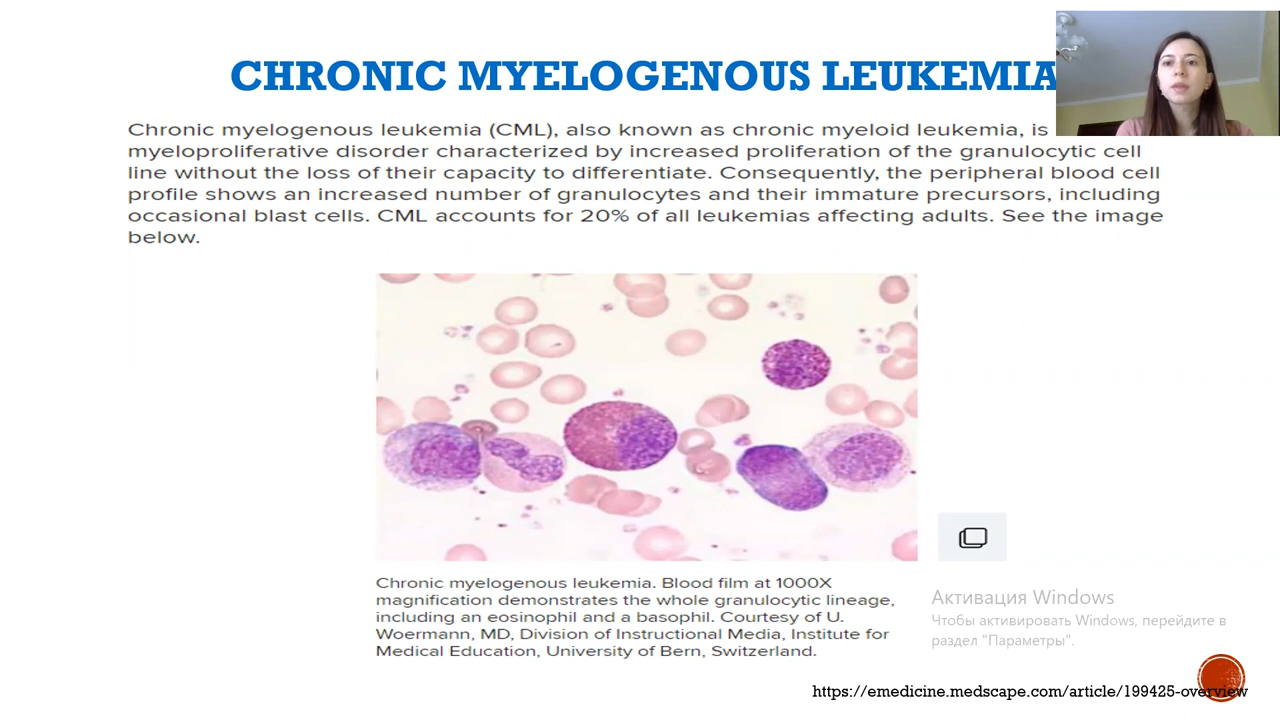 CHRONIC MYELOGENOUS LEUKEMIA
Chronic myelogenous leukemia (CML), also known as chronic myeloid leukemia, is
myeloproliferative disorder characterized by increased proliferation of the granulocytic cell
line without the loss of their capacity to differentiate. Consequently, the peripheral blood cell
profile shows an increased number of granulocytes and their immature precursors, including
occasional blast cells. CML accounts for 20% of all leukemias affecting adults. See the image
below.
Chronic myelogenous leukemia. Blood film at 1000X
magnification demonstrates the whole granulocytic lineage,
including an eosinophil and a basophil. Courtesy of U.
Woermann, MD, Division of Instructional Media, Institute for
Medical Education, University of Bern, Switzerland.
Активация Windows
Чтобы активировать Windows, перейдите в
раздел "Параметры".
https://emedicine.medscape.com/article/199425-overview